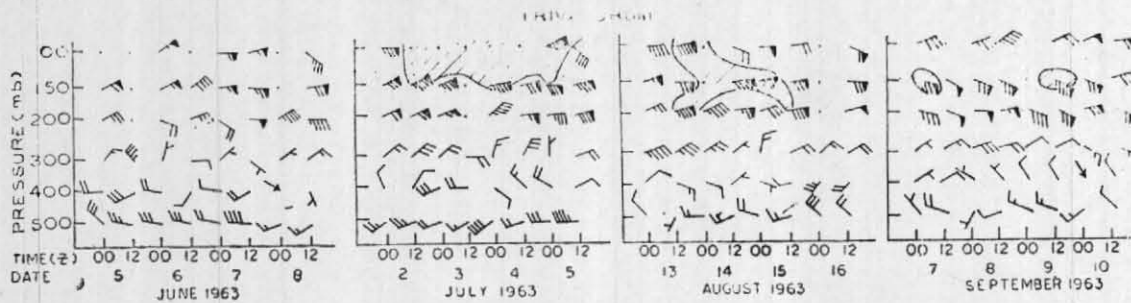 PRESSURE (mb)
00
150
200
300
400
500
TIME(Z) 00 12 00 12 00 12 00 12 00 12 00 12 00 12 00 12 00 12 00 12 00 12 00 12 00 12 00 12 00 12 00 12
DATE 5 6 7 8 2 3 4 5 13 14 15 16 7 8 9 10
JUNE 1963 JULY 1963 AUGUST 1963 SEPTEMBER 1963